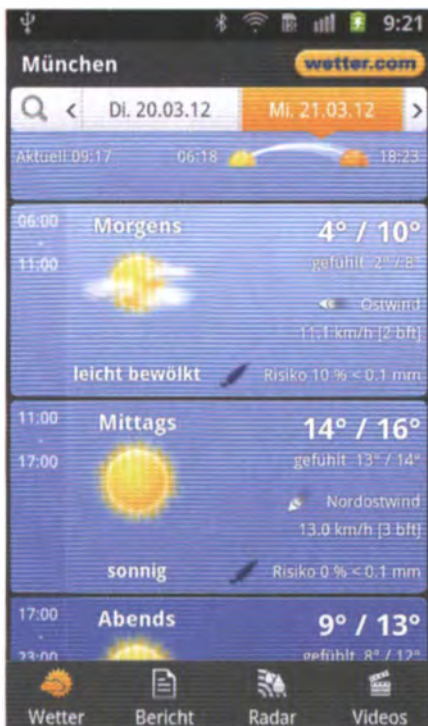 9:21
München
wetter.com
Di. 20.03.12
Mi. 21.03.12
Aktuell 09:17
06:18
18:23
06:00
-
11:00
Morgens
4° / 10°
gefühlt 2° / 8°
Ostwind
11.1 km/h [2 bft]
leicht bewölkt
Risiko 10 % < 0.1 mm
11:00
-
17:00
Mittags
14° / 16°
gefühlt 13° / 14°
Nordostwind
13.0 km/h [3 bft]
sonnig
Risiko 0 % < 0.1 mm
17:00
23:00
Abends
9° / 13°
gefühlt 8° / 12°
Wetter
Bericht
Radar
Videos